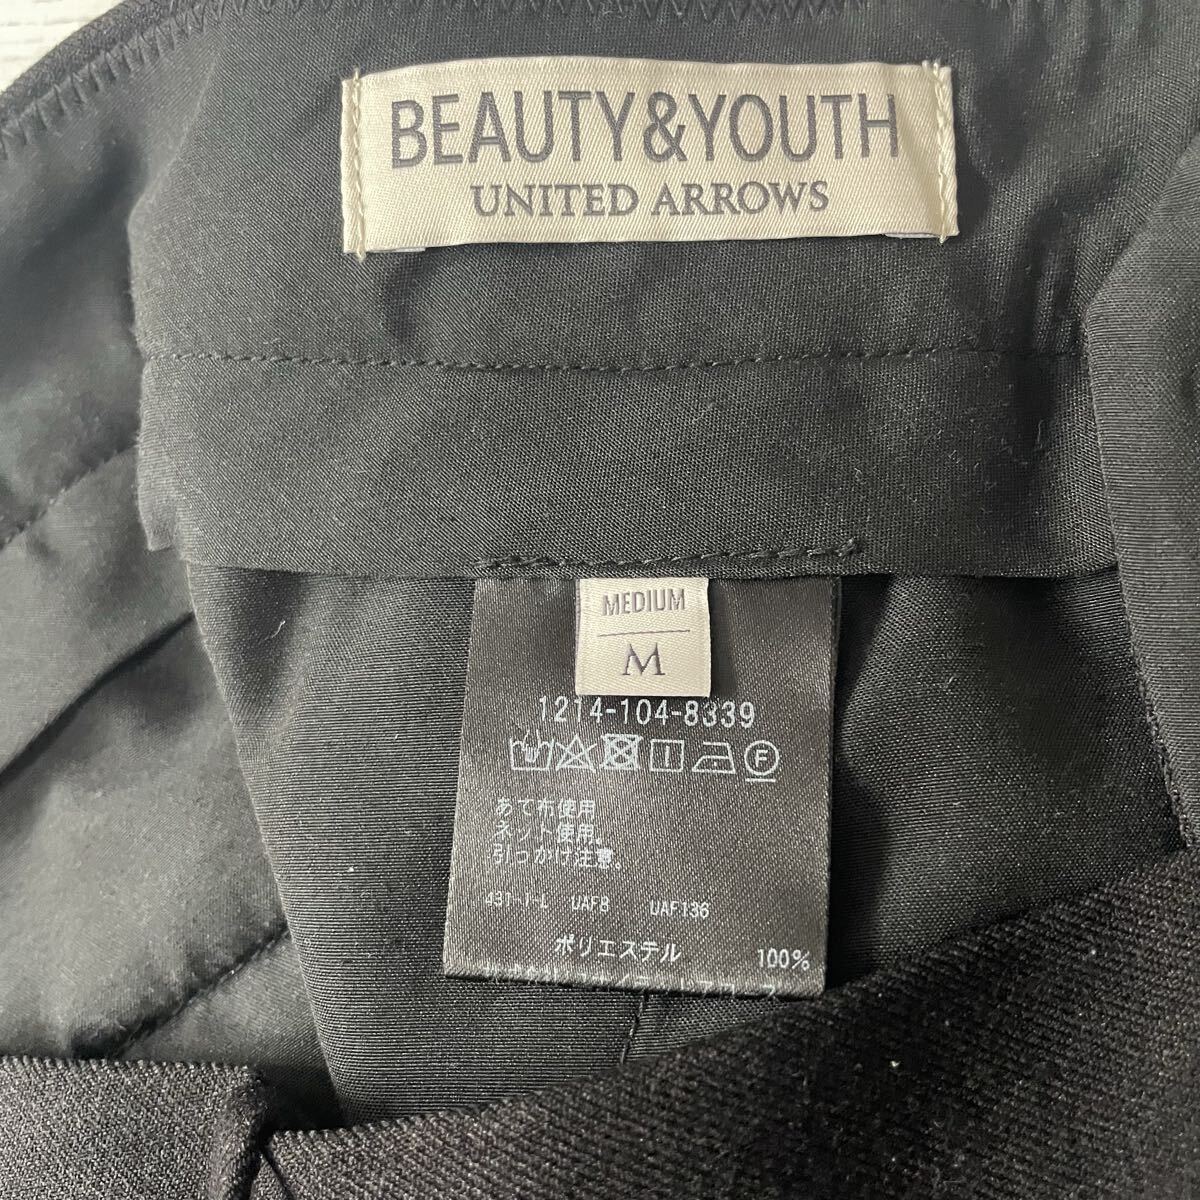 BEAUTY&YOUTH
UNITED ARROWS
MEDIUM
M
1214-104-8339
F
あて布使用
ネット使用。
引っかけ注意。
431-1-L UAF8 UAF136
ポリエステル 100%